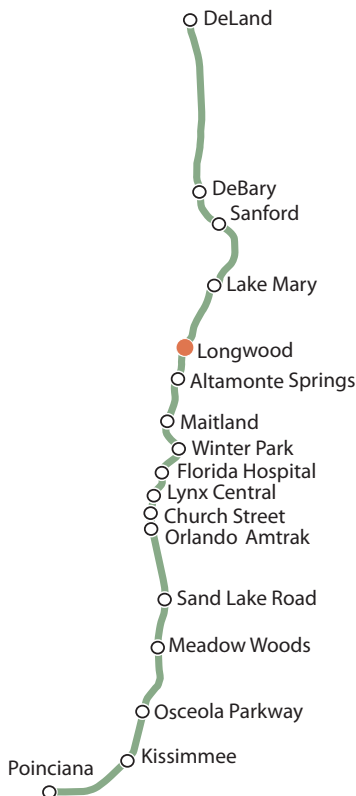 DeLand
DeBary
Sanford
Lake Mary
Longwood
Altamonte Springs
Maitland
Winter Park
Florida Hospital
Lynx Central
Church Street
Orlando Amtrak
Sand Lake Road
Meadow Woods
Osceola Parkway
Kissimmee
Poinciana